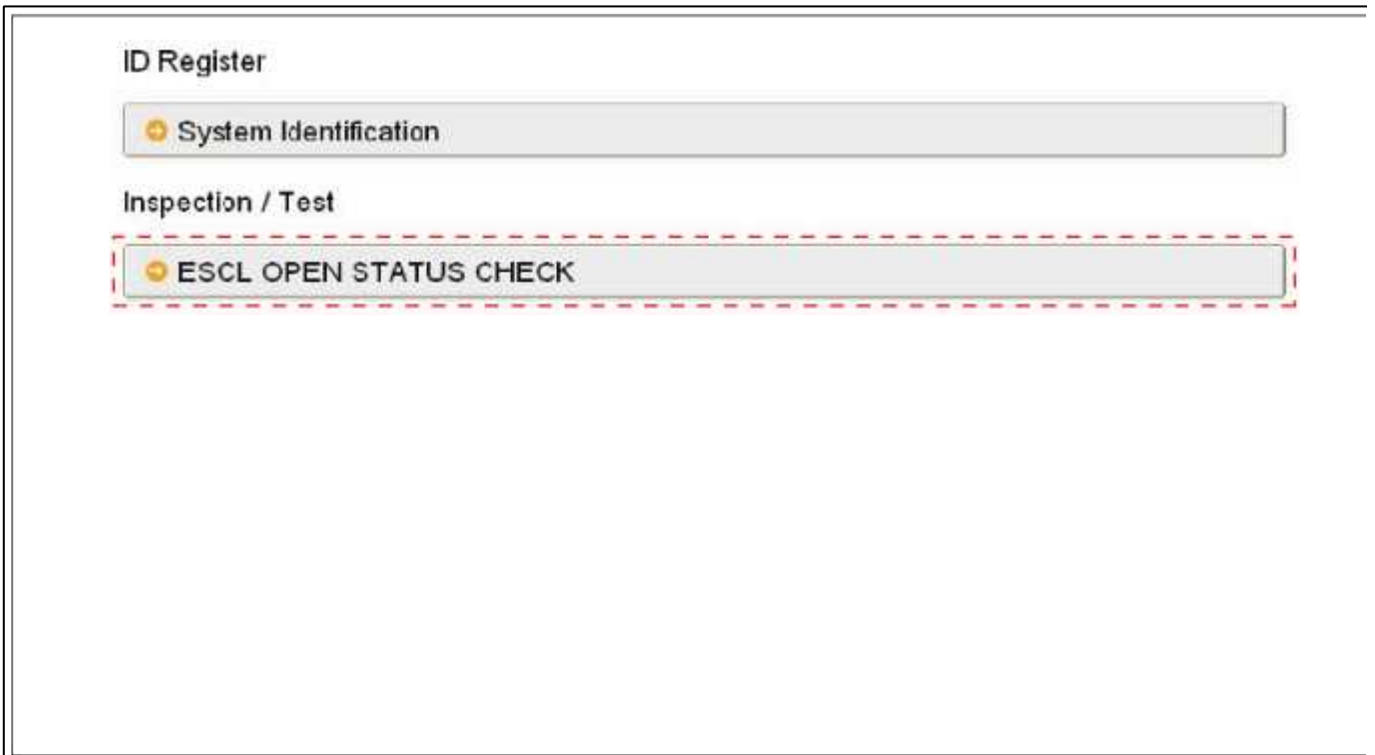 ID Register
System Identification
Inspection / Test
ESCL OPEN STATUS CHECK